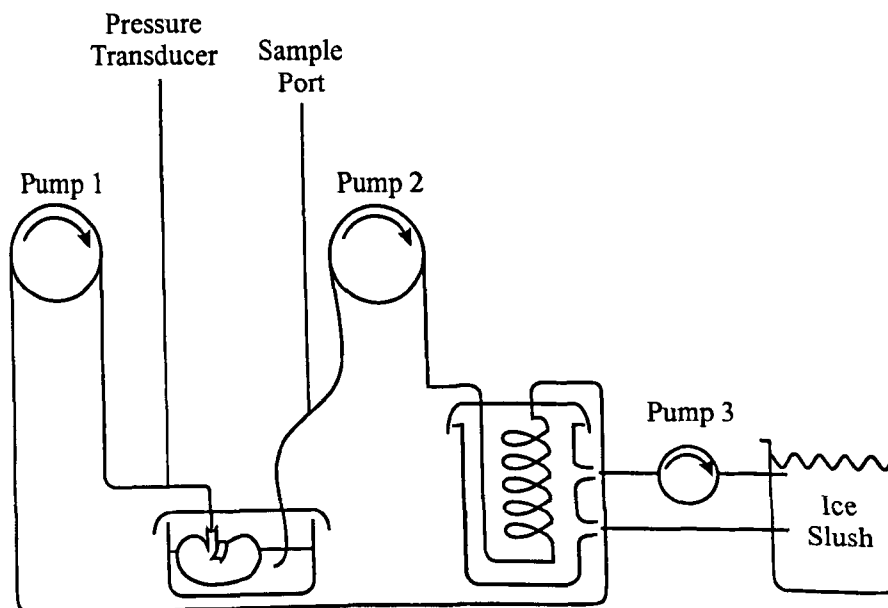 Pressure
Transducer
Sample
Port
Pump 1
Pump 2
Pump 3
Ice
Slush